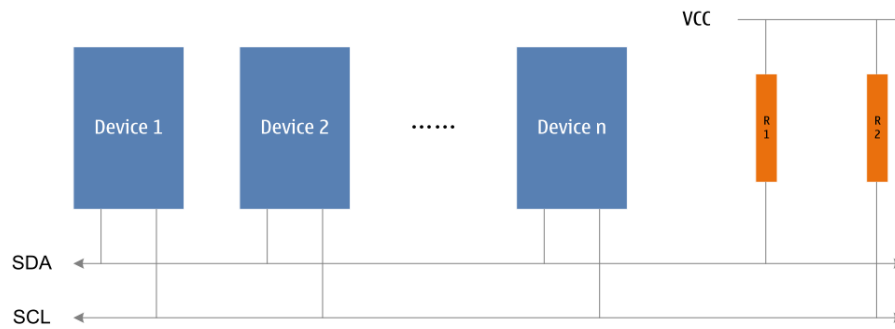 VCC
Device 1
Device 2
......
Device n
R
1
R
2
SDA
SCL